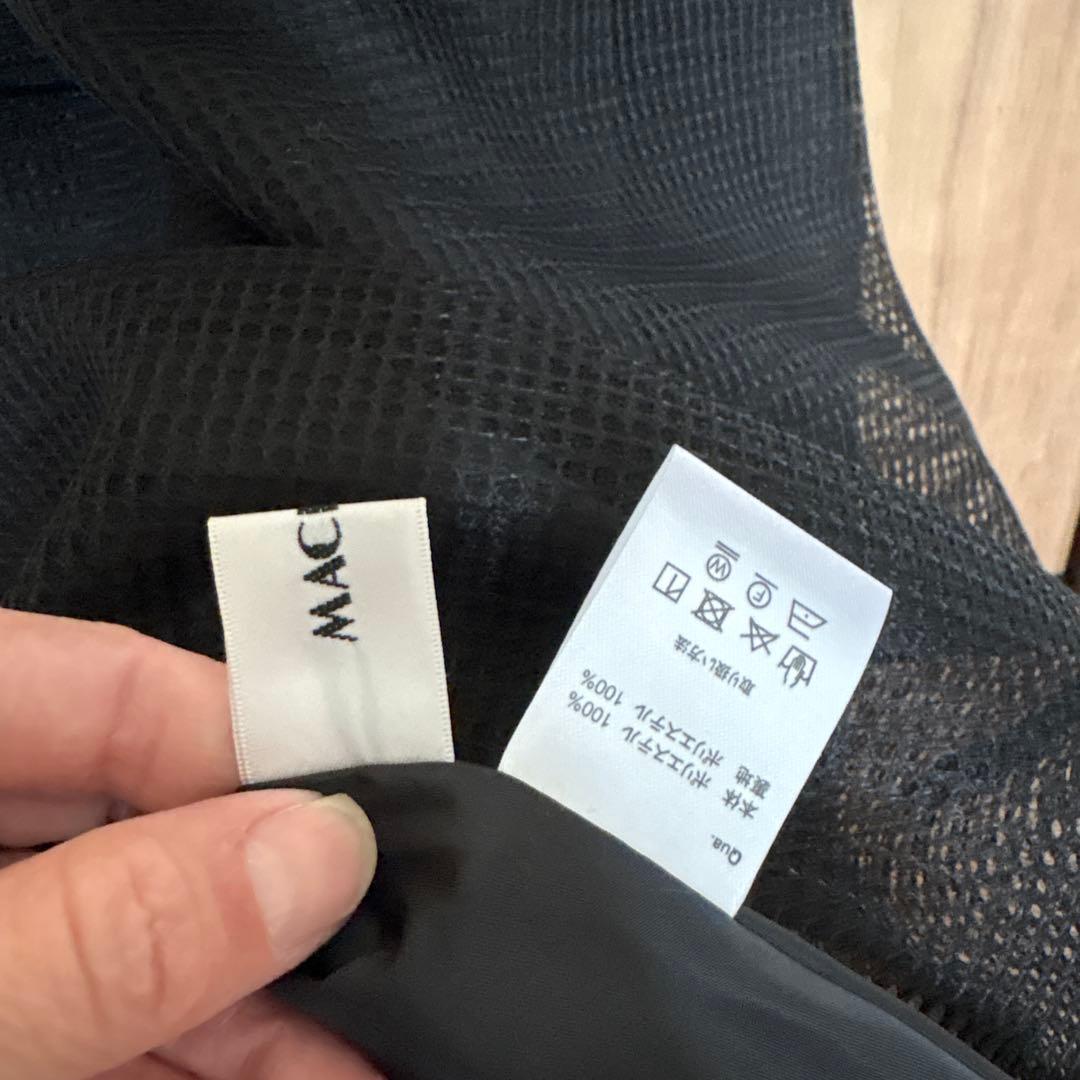 MAC
Qua.
本体 ポリエステル 100%
裏地 ポリエステル 100%
取り扱い方法
W
F